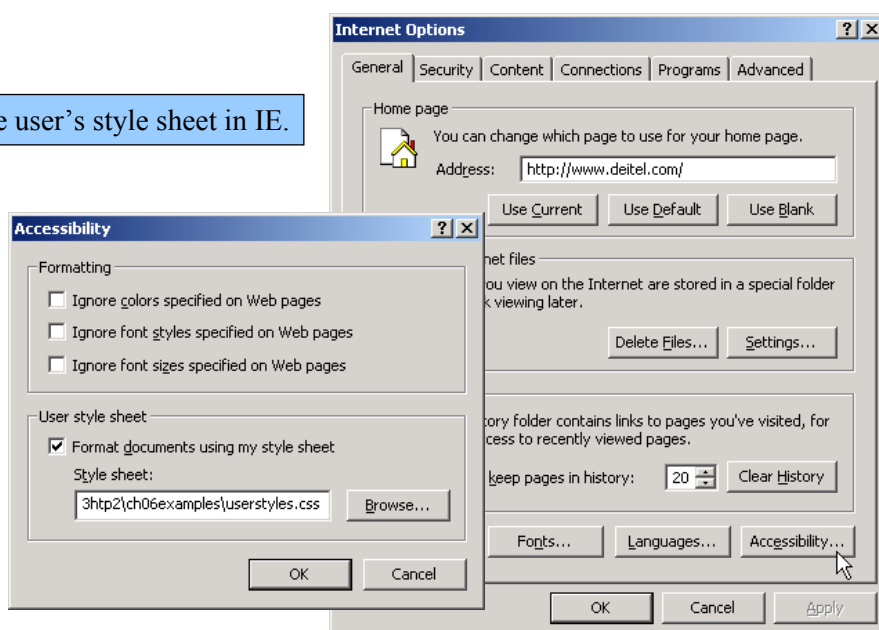 Internet Options
General Security Content Connections Programs Advanced
Home page
You can change which page to use for your home page.
Address: http://www.deitel.com/
Use Current Use Default Use Blank
net files
ou view on the Internet are stored in a special folder
k viewing later.
Delete Files... Settings...
tory folder contains links to pages you've visited, for
cess to recently viewed pages.
keep pages in history: 20 Clear History
Fonts... Languages... Accessibility...
OK Cancel Apply
e user's style sheet in IE.
Accessibility
Formatting
Ignore colors specified on Web pages
Ignore font styles specified on Web pages
Ignore font sizes specified on Web pages
User style sheet
Format documents using my style sheet
Style sheet:
3htp2\ch06examples\userstyles.css Browse...
OK Cancel